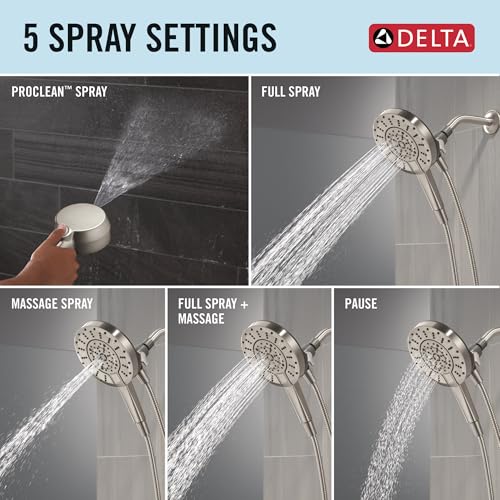 5 SPRAY SETTINGS
DELTA
PROCLEAN™ SPRAY
FULL SPRAY
MASSAGE SPRAY
FULL SPRAY +
MASSAGE
PAUSE